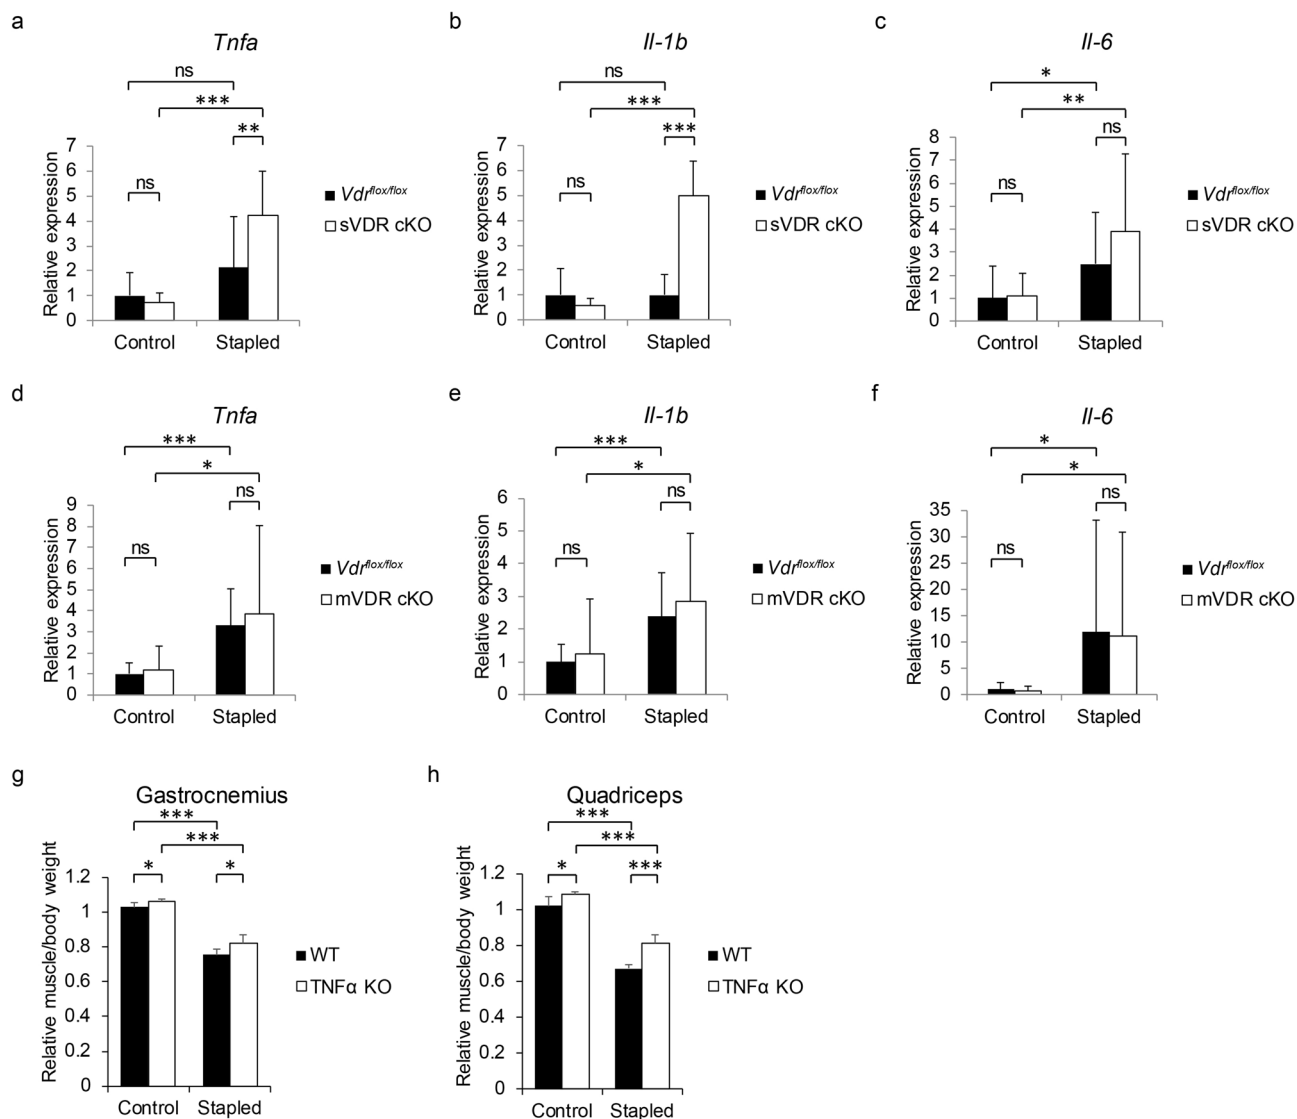 a
Tnfa
ns
***
**
ns
Relative expression
7
6
5
4
3
2
1
0
Control
Stapled
Vdrflox/flox
sVDR cKO
b
Il-1b
ns
***
***
ns
Relative expression
7
6
5
4
3
2
1
0
Control
Stapled
Vdrflox/flox
sVDR cKO
c
Il-6
*
**
ns
ns
Relative expression
8
7
6
5
4
3
2
1
0
Control
Stapled
Vdrflox/flox
sVDR cKO
d
Tnfa
***
*
ns
ns
Relative expression
9
8
7
6
5
4
3
2
1
0
Control
Stapled
Vdrflox/flox
mVDR cKO
e
Il-1b
***
*
ns
ns
Relative expression
6
5
4
3
2
1
0
Control
Stapled
Vdrflox/flox
mVDR cKO
f
Il-6
*
*
ns
ns
Relative expression
35
30
25
20
15
10
5
0
Control
Stapled
Vdrflox/flox
mVDR cKO
g
Gastrocnemius
***
***
*
*
Relative muscle/body weight
1.2
1
0.8
0.6
0.4
0.2
0
Control
Stapled
WT
TNFα KO
h
Quadriceps
***
***
*
***
Relative muscle/body weight
1.2
1
0.8
0.6
0.4
0.2
0
Control
Stapled
WT
TNFα KO